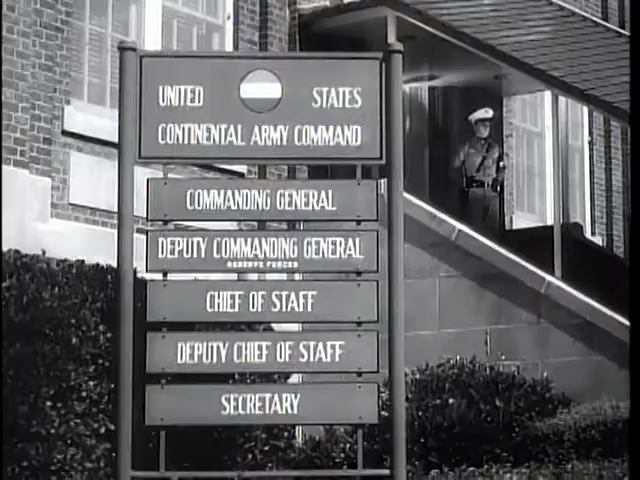 UNITED STATES
CONTINENTAL ARMY COMMAND
COMMANDING GENERAL
DEPUTY COMMANDING GENERAL
RESERVE FORCES
CHIEF OF STAFF
DEPUTY CHIEF OF STAFF
SECRETARY